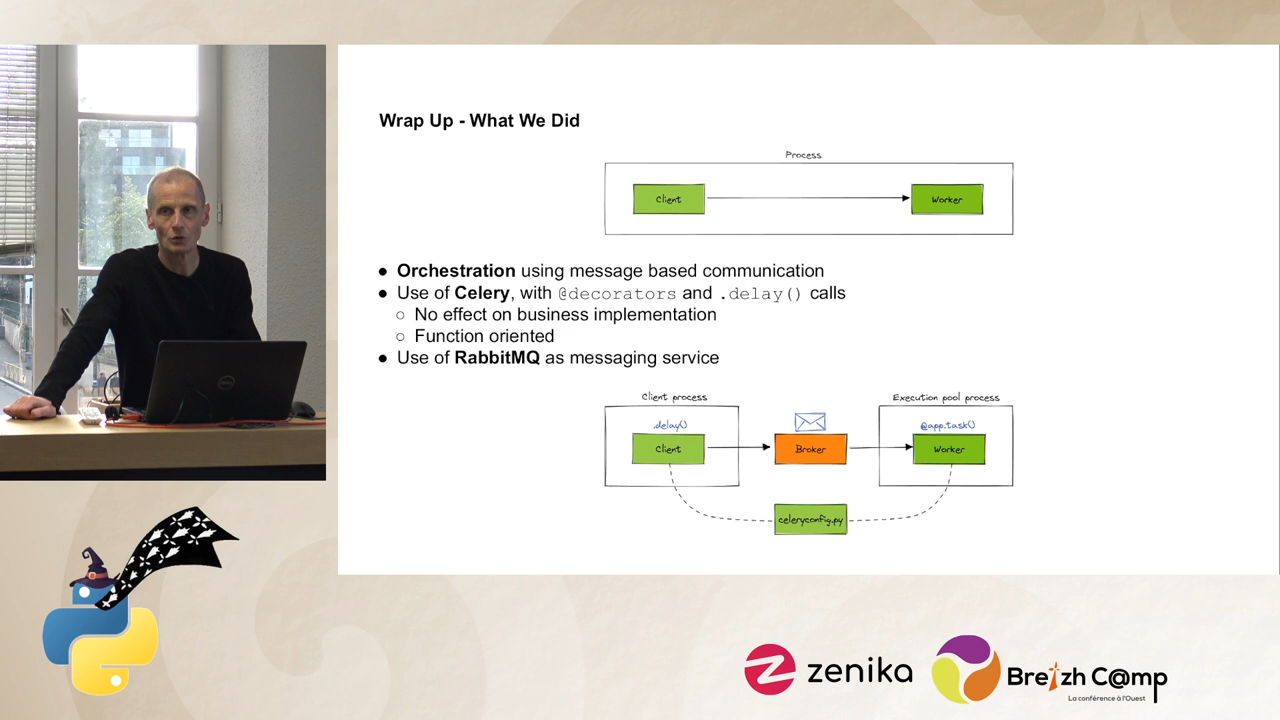 Wrap Up - What We Did
Process
Client
Worker
● Orchestration using message based communication
● Use of Celery, with @decorators and .delay() calls
○ No effect on business implementation
○ Function oriented
● Use of RabbitMQ as messaging service
Client process
Execution pool process
.delay()
@app.task()
Client
Broker
Worker
celeryconfig.py
DELL
zenika
Breizh C@mp
La conférence à l'Ouest